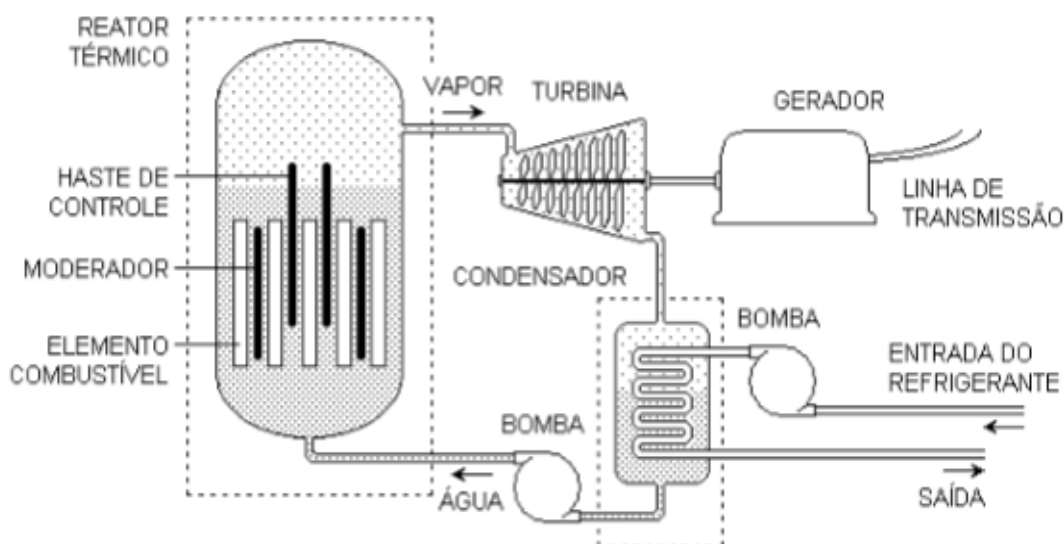 REATOR
TÉRMICO
VAPOR
TURBINA
GERADOR
HASTE DE
CONTROLE
LINHA DE
TRANSMISSÃO
MODERADOR
CONDENSADOR
BOMBA
ELEMENTO
COMBUSTÍVEL
ENTRADA DO
REFRIGERANTE
BOMBA
ÁGUA
SAÍDA